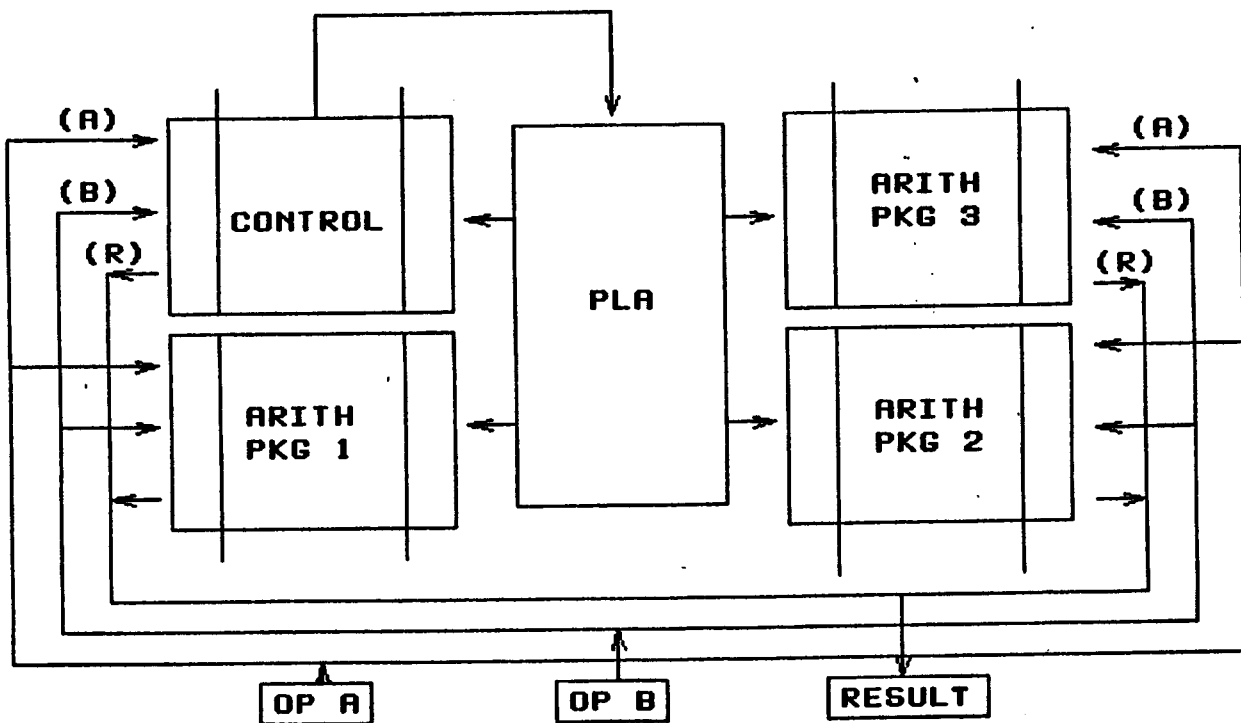 (A)
(B)
(R)
CONTROL
ARITH
PKG 1
PLA
ARITH
PKG 3
ARITH
PKG 2
(A)
(B)
(R)
OP A
OP B
RESULT